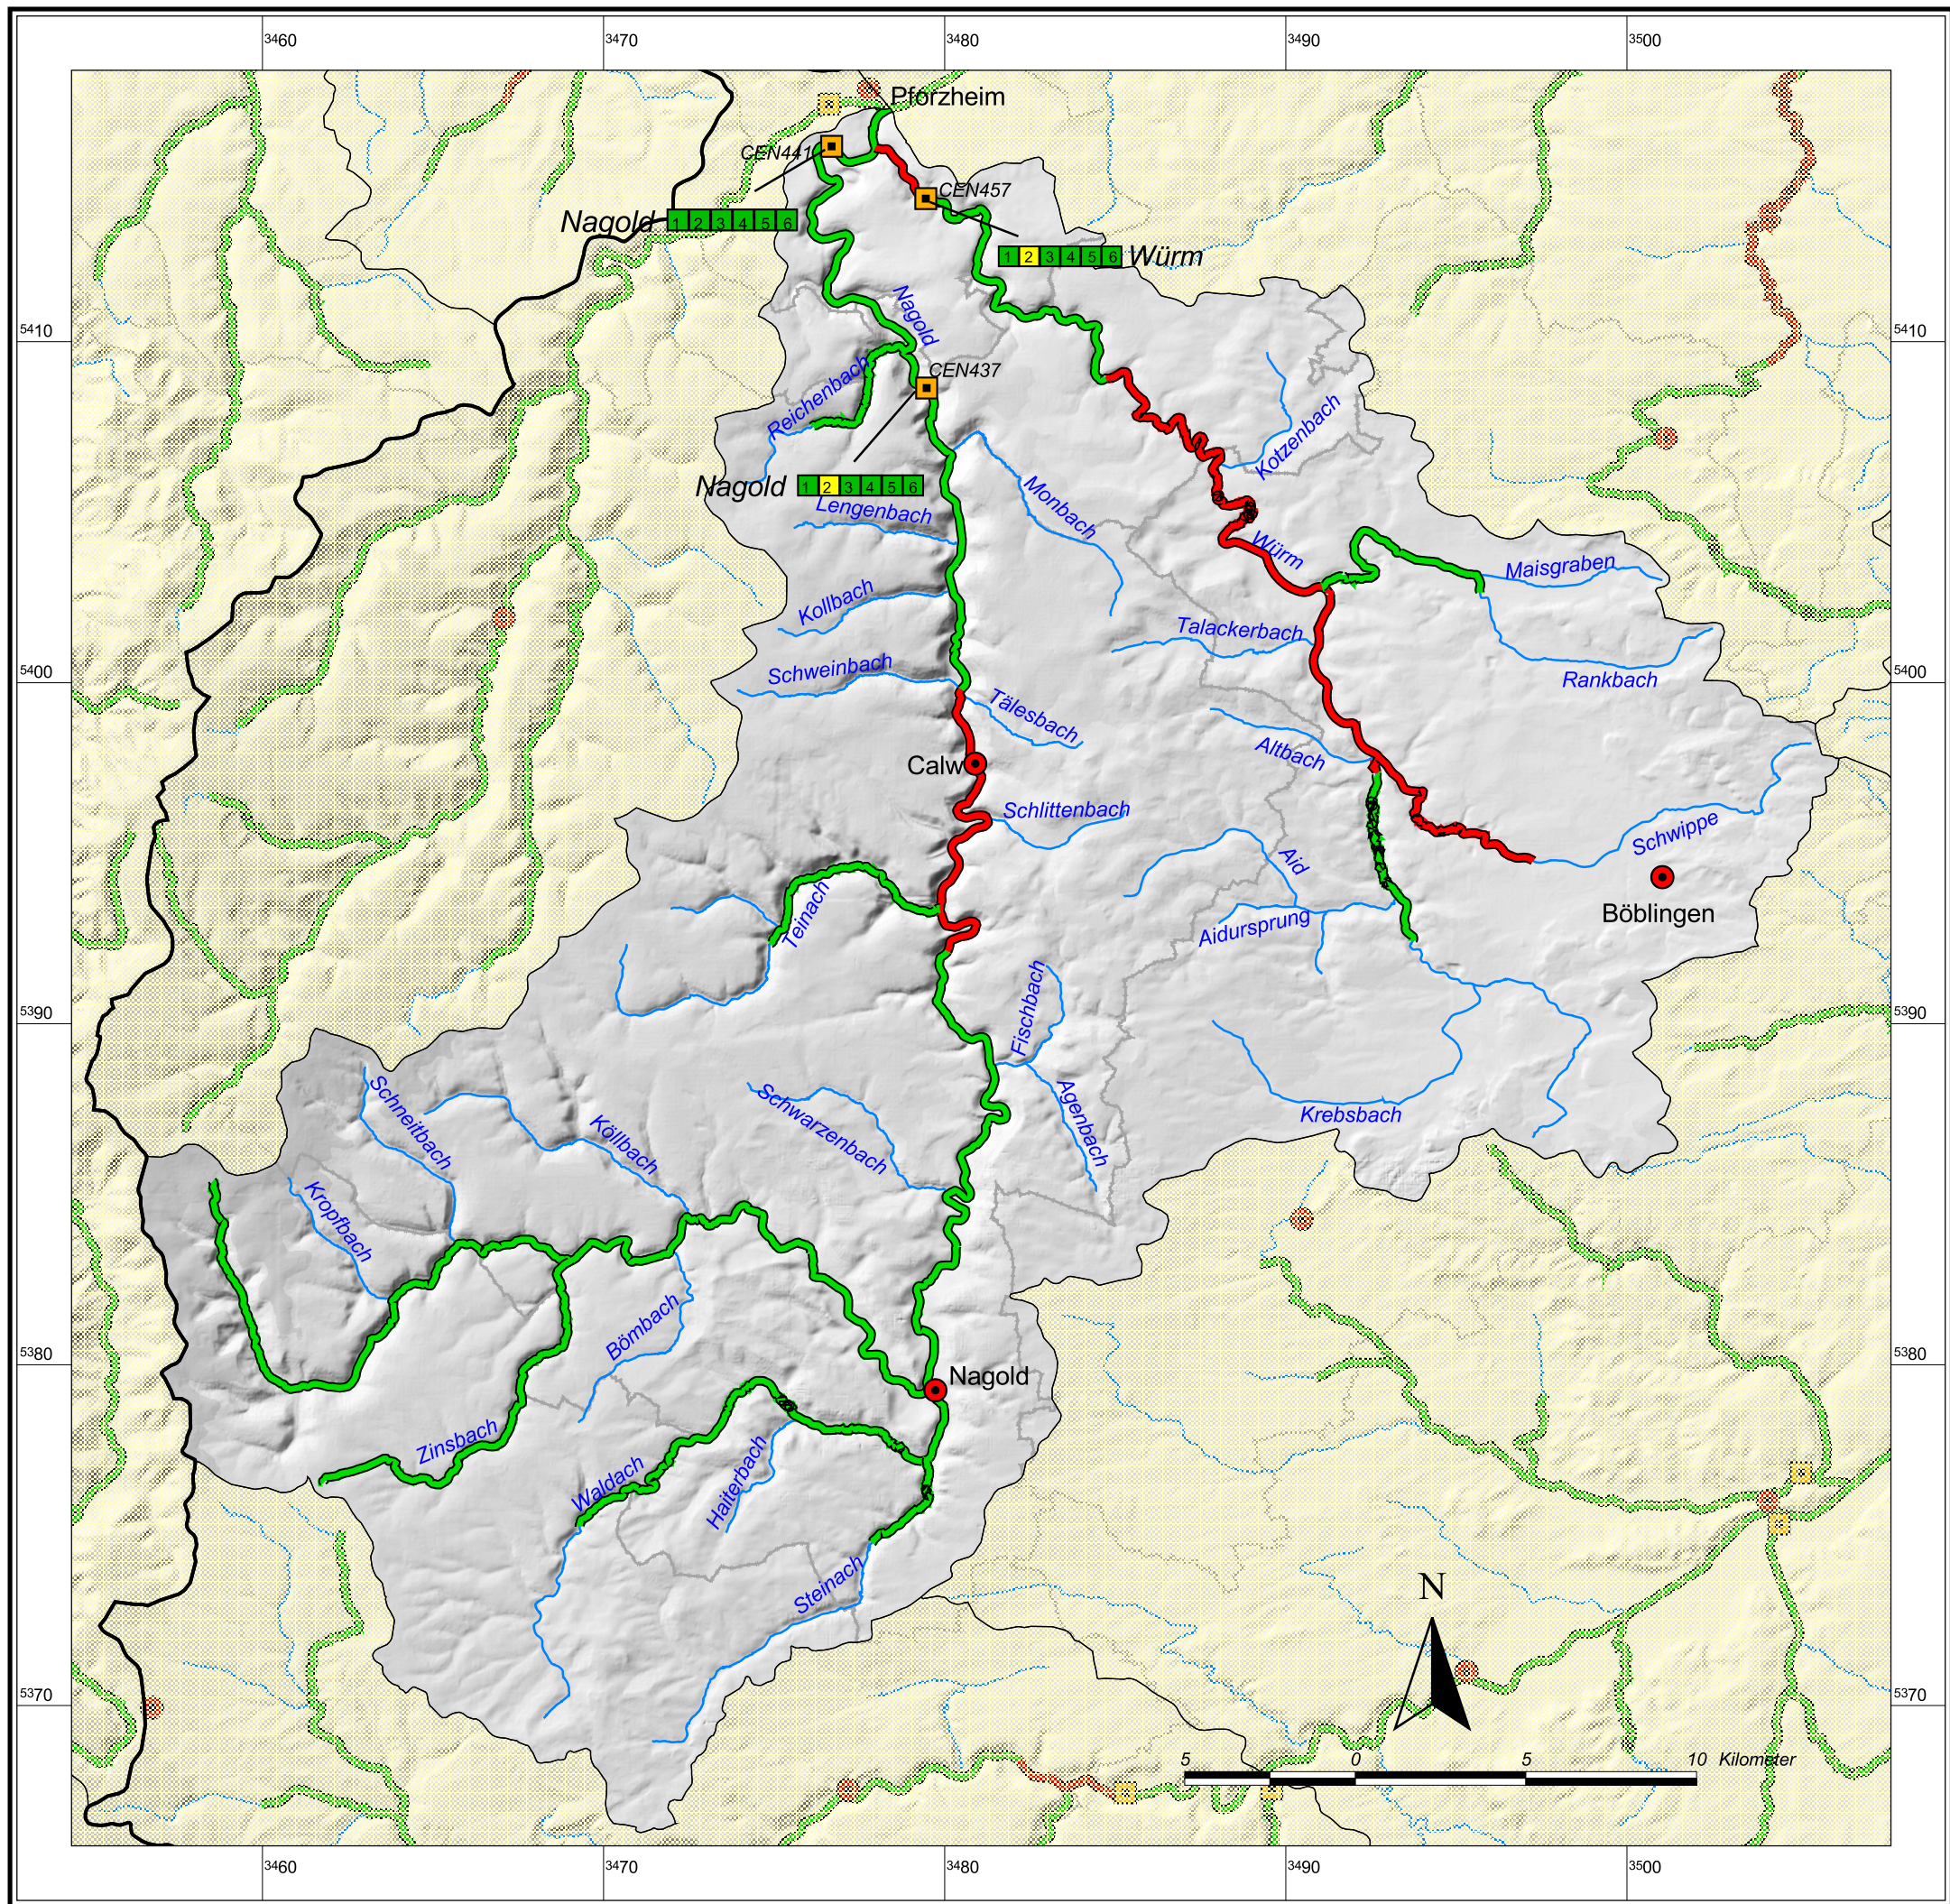 3460
3470
3480
3490
3500
Pforzheim
CEN441
CEN457
Nagold 1 2 3 4 5 6
1 2 3 4 5 6 Würm
Nagold
5410
5410
CEN437
Reichenbach
Kotzenbach
Nagold 1 2 3 4 5 6
Lengenbach
Monbach
Würm
Maisgraben
Kollbach
Talackerbach
Schweinbach
5400
5400
Rankbach
Tälesbach
Altbach
Calw
Schlittenbach
Schwippe
Aid
Böblingen
Teinach
Aidursprung
Fischbach
5390
5390
Schneitbach
Köllbach
Schwarzenbach
Agenbach
Krebsbach
Kropfbach
Bömbach
5380
5380
Nagold
Zinsbach
Waldach
Haiterbach
Steinach
N
5370
5370
5 0 5 10 Kilometer
3460
3470
3480
3490
3500